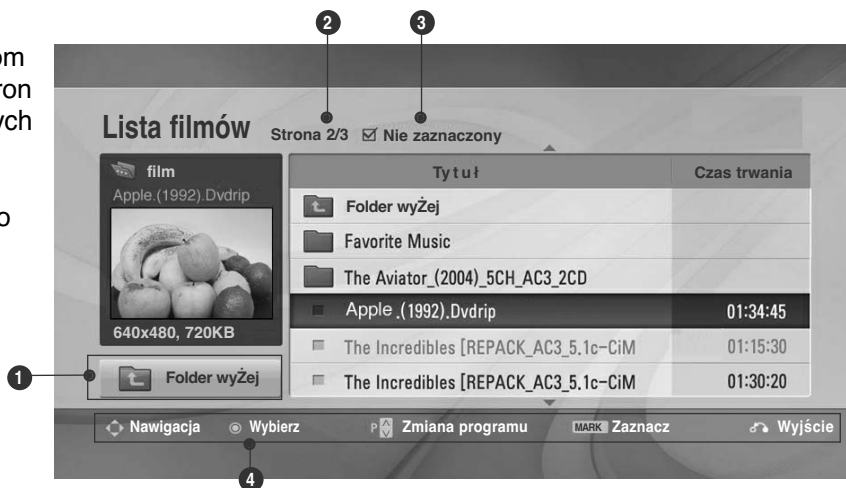 2 3
om
ron
ych
o
Lista filmów Strona 2/3 Nie zaznaczony
film
Apple.(1992).Dvdrip
640x480, 720KB
1 Folder wyŻej
Tytuł Czas trwania
Folder wyŻej
Favorite Music
The Aviator_(2004)_5CH_AC3_2CD
Apple .(1992).Dvdrip 01:34:45
The Incredibles [REPACK_AC3_5.1c-CiM 01:15:30
The Incredibles [REPACK_AC3_5.1c-CiM 01:30:20
Nawigacja Wybierz P Zmiana programu MARK Zaznacz Wyjście
4